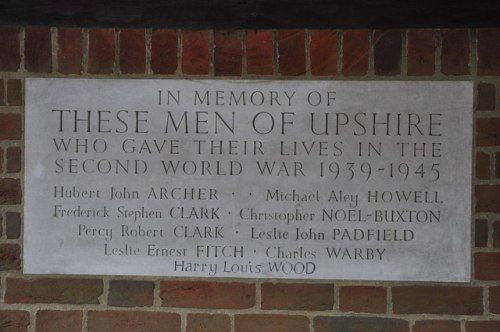 IN MEMORY OF
THESE MEN OF UPSHIRE
WHO GAVE THEIR LIVES IN THE
SECOND WORLD WAR 1939-1945
Hubert John ARCHER · · Michael Aley HOWELL
Frederick Stephen CLARK · Christopher NOEL-BUXTON
Percy Robert CLARK · Leslie John PADFIELD
Leslie Ernest FITCH · Charles WARBY
Harry Louis WOOD